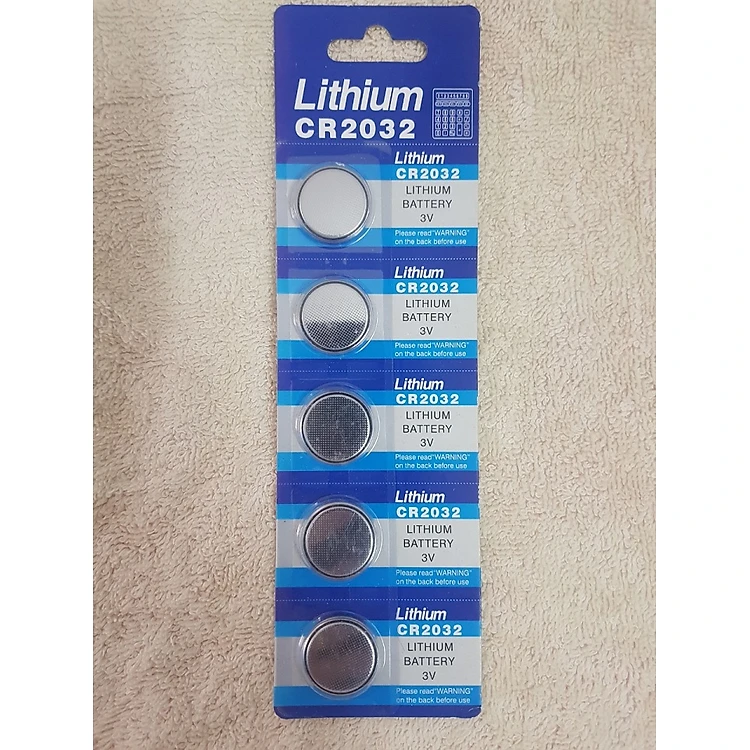 Lithium
CR2032
Lithium
CR2032
LITHIUM
BATTERY
3V
Please read"WARNING"
on the back before use
Lithium
CR2032
LITHIUM
BATTERY
3V
Please read"WARNING"
on the back before use
Lithium
CR2032
LITHIUM
BATTERY
3V
Please read"WARNING"
on the back before use
Lithium
CR2032
LITHIUM
BATTERY
3V
Please read"WARNING"
on the back before use
Lithium
CR2032
LITHIUM
BATTERY
3V
Please read"WARNING"
on the back before use